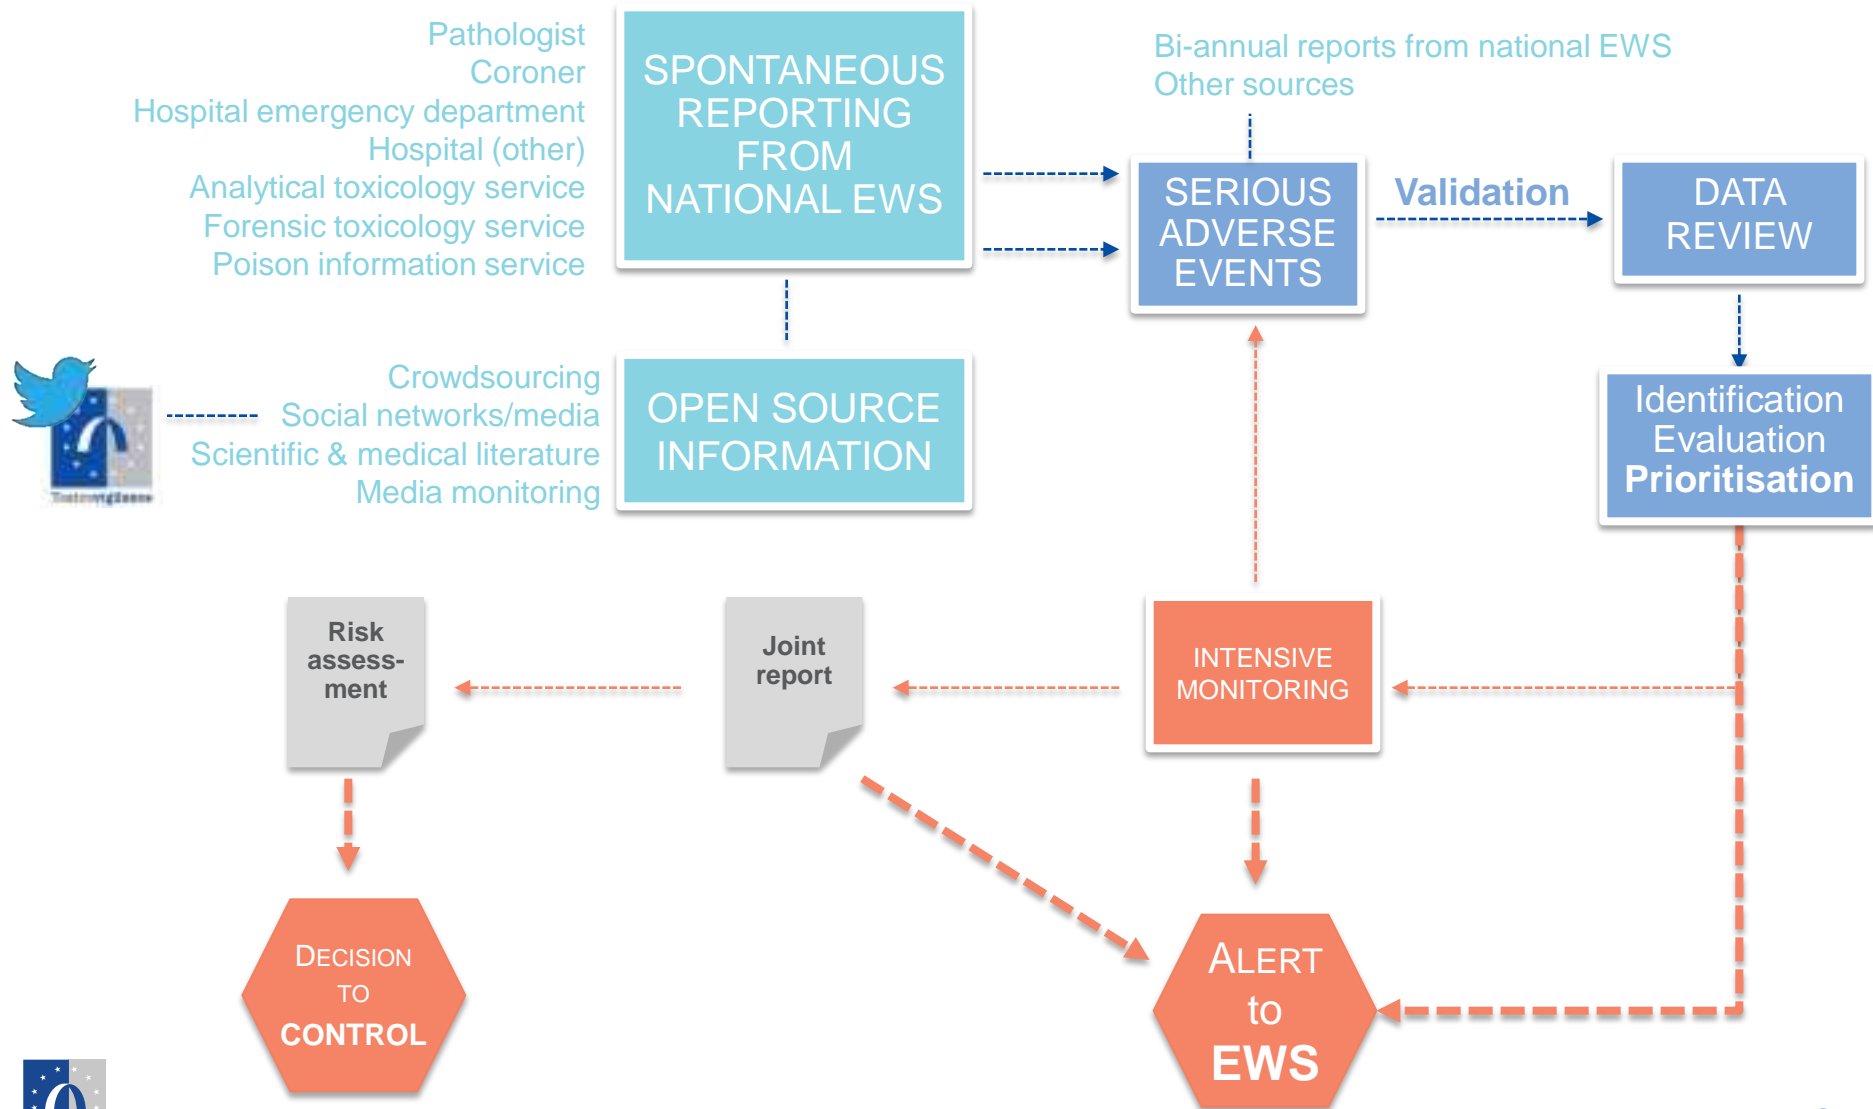 Pathologist
Coroner
Hospital emergency department
Hospital (other)
Analytical toxicology service
Forensic toxicology service
Poison information service
SPONTANEOUS
REPORTING
FROM
NATIONAL EWS
Bi-annual reports from national EWS
Other sources
SERIOUS
ADVERSE
EVENTS
Validation
DATA
REVIEW
Crowdsourcing
Social networks/media
Scientific & medical literature
Media monitoring
OPEN SOURCE
INFORMATION
Identification
Evaluation
Prioritisation
Risk
assess-
ment
Joint
report
INTENSIVE
MONITORING
DECISION
TO
CONTROL
ALERT
to
EWS